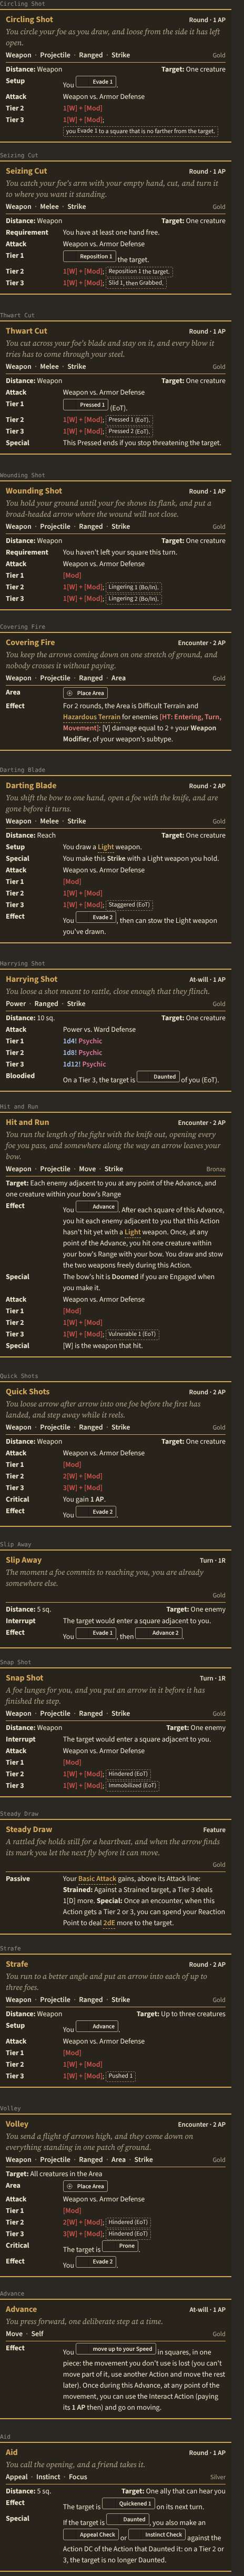 Circling Shot
Circling Shot Round · 1 AP
You circle your foe as you draw, and loose from the side it has left
open.
Weapon · Projectile · Ranged · Strike Gold
Distance: Weapon Target: One creature
Setup You Evade 1.
Attack Weapon vs. Armor Defense
Tier 2 1[W] + [Mod]
Tier 3 1[W] + [Mod];
you Evade 1 to a square that is no farther from the target.
Seizing Cut
Seizing Cut Round · 1 AP
You catch your foe's arm with your empty hand, cut, and turn it
to where you want it standing.
Weapon · Melee · Strike Gold
Distance: Weapon Target: One creature
Requirement You have at least one hand free.
Attack Weapon vs. Armor Defense
Tier 1 Reposition 1 the target.
Tier 2 1[W] + [Mod]; Reposition 1 the target.
Tier 3 1[W] + [Mod]; Slid 1, then Grabbed.
Thwart Cut
Thwart Cut Round · 1 AP
You cut across your foe's blade and stay on it, and every blow it
tries has to come through your steel.
Weapon · Melee · Strike Gold
Distance: Weapon Target: One creature
Attack Weapon vs. Armor Defense
Tier 1 Pressed 1 (EoT).
Tier 2 1[W] + [Mod]; Pressed 1 (EoT).
Tier 3 1[W] + [Mod]; Pressed 2 (EoT).
Special This Pressed ends if you stop threatening the target.
Wounding Shot
Wounding Shot Round · 1 AP
You hold your ground until your foe shows its flank, and put a
broad-headed arrow where the wound will not close.
Weapon · Projectile · Ranged · Strike Gold
Distance: Weapon Target: One creature
Requirement You haven't left your square this turn.
Attack Weapon vs. Armor Defense
Tier 1 [Mod]
Tier 2 1[W] + [Mod]; Lingering 1 (Bo/In).
Tier 3 1[W] + [Mod]; Lingering 2 (Bo/In).
Covering Fire
Covering Fire Encounter · 2 AP
You keep the arrows coming down on one stretch of ground, and
nobody crosses it without paying.
Weapon · Projectile · Ranged · Area Gold
Area Place Area
Effect For 2 rounds, the Area is Difficult Terrain and
Hazardous Terrain for enemies [HT: Entering, Turn,
Movement]: [V] damage equal to 2 + your Weapon
Modifier, of your weapon's subtype.
Darting Blade
Darting Blade Round · 2 AP
You shift the bow to one hand, open a foe with the knife, and are
gone before it turns.
Weapon · Melee · Strike Gold
Distance: Reach Target: One creature
Setup You draw a Light weapon.
Special You make this Strike with a Light weapon you hold.
Attack Weapon vs. Armor Defense
Tier 1 [Mod]
Tier 2 1[W] + [Mod]
Tier 3 1[W] + [Mod]; Staggered (EoT)
Effect You Evade 2, then can stow the Light weapon
you've drawn.
Harrying Shot
Harrying Shot At-will · 1 AP
You loose a shot meant to rattle, close enough that they flinch.
Power · Ranged · Strike Gold
Distance: 10 sq. Target: One creature
Attack Power vs. Ward Defense
Tier 1 1d4! Psychic
Tier 2 1d8! Psychic
Tier 3 1d12! Psychic
Bloodied On a Tier 3, the target is Daunted of you (EoT).
Hit and Run
Hit and Run Encounter · 2 AP
You run the length of the fight with the knife out, opening every
foe you pass, and somewhere along the way an arrow leaves your
bow.
Weapon · Projectile · Move · Strike Bronze
Target: Each enemy adjacent to you at any point of the Advance, and
one creature within your bow's Range
Effect You Advance. After each square of this Advance,
you hit each enemy adjacent to you that this Action
hasn't hit yet with a Light weapon. Once, at any
point of the Advance, you hit one creature within
your bow's Range with your bow. You draw and stow
the two weapons freely during this Action.
Special The bow's hit is Doomed if you are Engaged when
you make it.
Attack Weapon vs. Armor Defense
Tier 1 [Mod]
Tier 2 1[W] + [Mod]
Tier 3 1[W] + [Mod]; Vulnerable 1 (EoT)
Special [W] is the weapon that hit.
Quick Shots
Quick Shots Round · 2 AP
You loose arrow after arrow into one foe before the first has
landed, and step away while it reels.
Weapon · Projectile · Ranged · Strike Gold
Distance: Weapon Target: One creature
Attack Weapon vs. Armor Defense
Tier 1 [Mod]
Tier 2 2[W] + [Mod]
Tier 3 3[W] + [Mod]
Critical You gain 1 AP.
Effect You Evade 2.
Slip Away
Slip Away Turn · 1R
The moment a foe commits to reaching you, you are already
somewhere else.
Gold
Distance: 5 sq. Target: One enemy
Interrupt The target would enter a square adjacent to you.
Effect You Evade 1, then Advance 2.
Snap Shot
Snap Shot Turn · 1R
A foe lunges for you, and you put an arrow in it before it has
finished the step.
Weapon · Projectile · Ranged · Strike Gold
Distance: Weapon Target: One enemy
Interrupt The target would enter a square adjacent to you.
Attack Weapon vs. Armor Defense
Tier 1 [Mod]
Tier 2 1[W] + [Mod]; Hindered (EoT)
Tier 3 1[W] + [Mod]; Immobilized (EoT)
Steady Draw
Steady Draw Feature
A rattled foe holds still for a heartbeat, and when the arrow finds
its mark you let the next fly before it can move.
Gold
Passive Your Basic Attack gains, above its Attack line:
Strained: Against a Strained target, a Tier 3 deals
1[D] more. Special: Once an encounter, when this
Action gets a Tier 2 or 3, you can spend your Reaction
Point to deal 2dE more to the target.
Strafe
Strafe Round · 2 AP
You run to a better angle and put an arrow into each of up to
three foes.
Weapon · Projectile · Ranged · Strike Gold
Distance: Weapon Target: Up to three creatures
Setup You Advance.
Attack Weapon vs. Armor Defense
Tier 1 [Mod]
Tier 2 1[W] + [Mod]
Tier 3 1[W] + [Mod]; Pushed 1
Volley
Volley Encounter · 2 AP
You send a flight of arrows high, and they come down on
everything standing in one patch of ground.
Weapon · Projectile · Ranged · Area · Strike Gold
Target: All creatures in the Area
Area Place Area
Attack Weapon vs. Armor Defense
Tier 1 [Mod]
Tier 2 2[W] + [Mod]; Hindered (EoT)
Tier 3 3[W] + [Mod]; Hindered (EoT)
Critical The target is Prone.
Effect You Evade 2.
Advance
Advance At-will · 1 AP
You press forward, one deliberate step at a time.
Move · Self Gold
Effect You move up to your Speed in squares, in one
piece: the movement you don't use is lost (you can't
move part of it, use another Action and move the rest
later). Once during this Advance, at any point of the
movement, you can use the Interact Action (paying
its 1 AP then) and go on moving.
Aid
Aid Round · 1 AP
You call the opening, and a friend takes it.
Appeal · Instinct · Focus Silver
Distance: 5 sq. Target: One ally that can hear you
Effect The target is Quickened 1 on its next turn.
Special If the target is Daunted, you also make an
Appeal Check or Instinct Check against the
Action DC of the Action that Daunted it: on a Tier 2 or
3, the target is no longer Daunted.